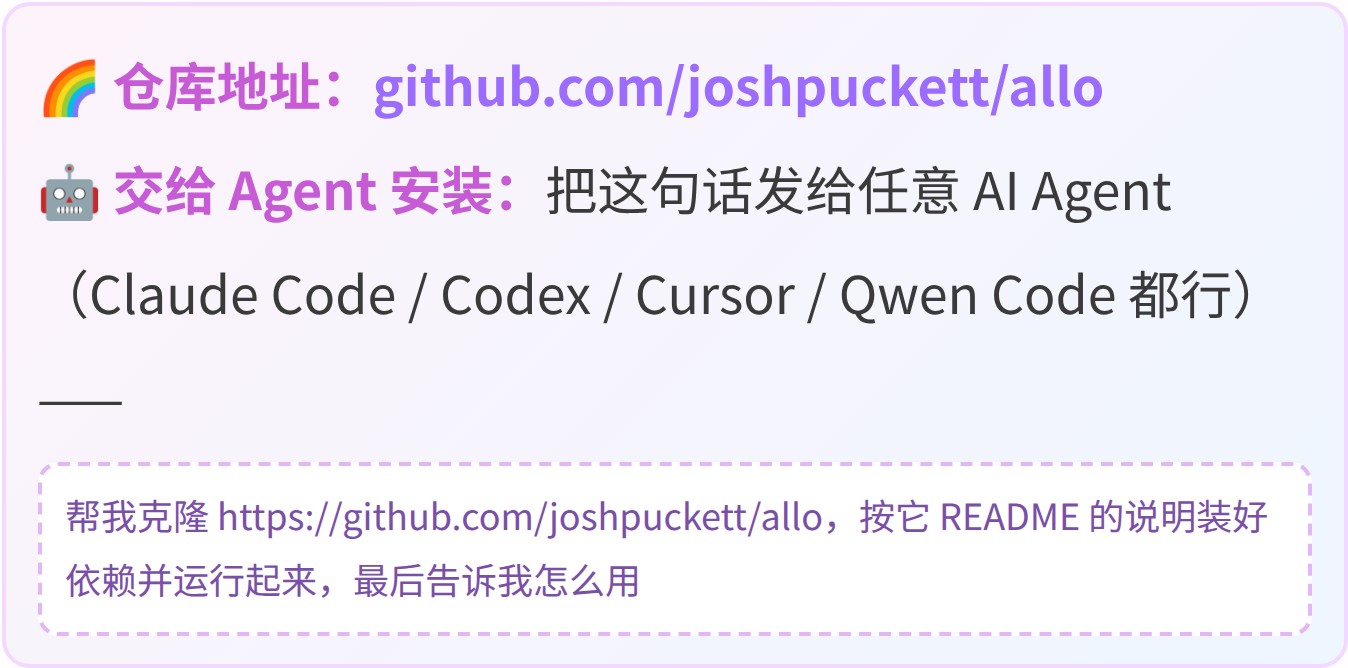 🌈 仓库地址：github.com/joshpuckett/allo
🤖 交给 Agent 安装：把这句话发给任意 AI Agent
（Claude Code / Codex / Cursor / Qwen Code 都行）
——
帮我克隆 https://github.com/joshpuckett/allo，按它 README 的说明装好
依赖并运行起来，最后告诉我怎么用